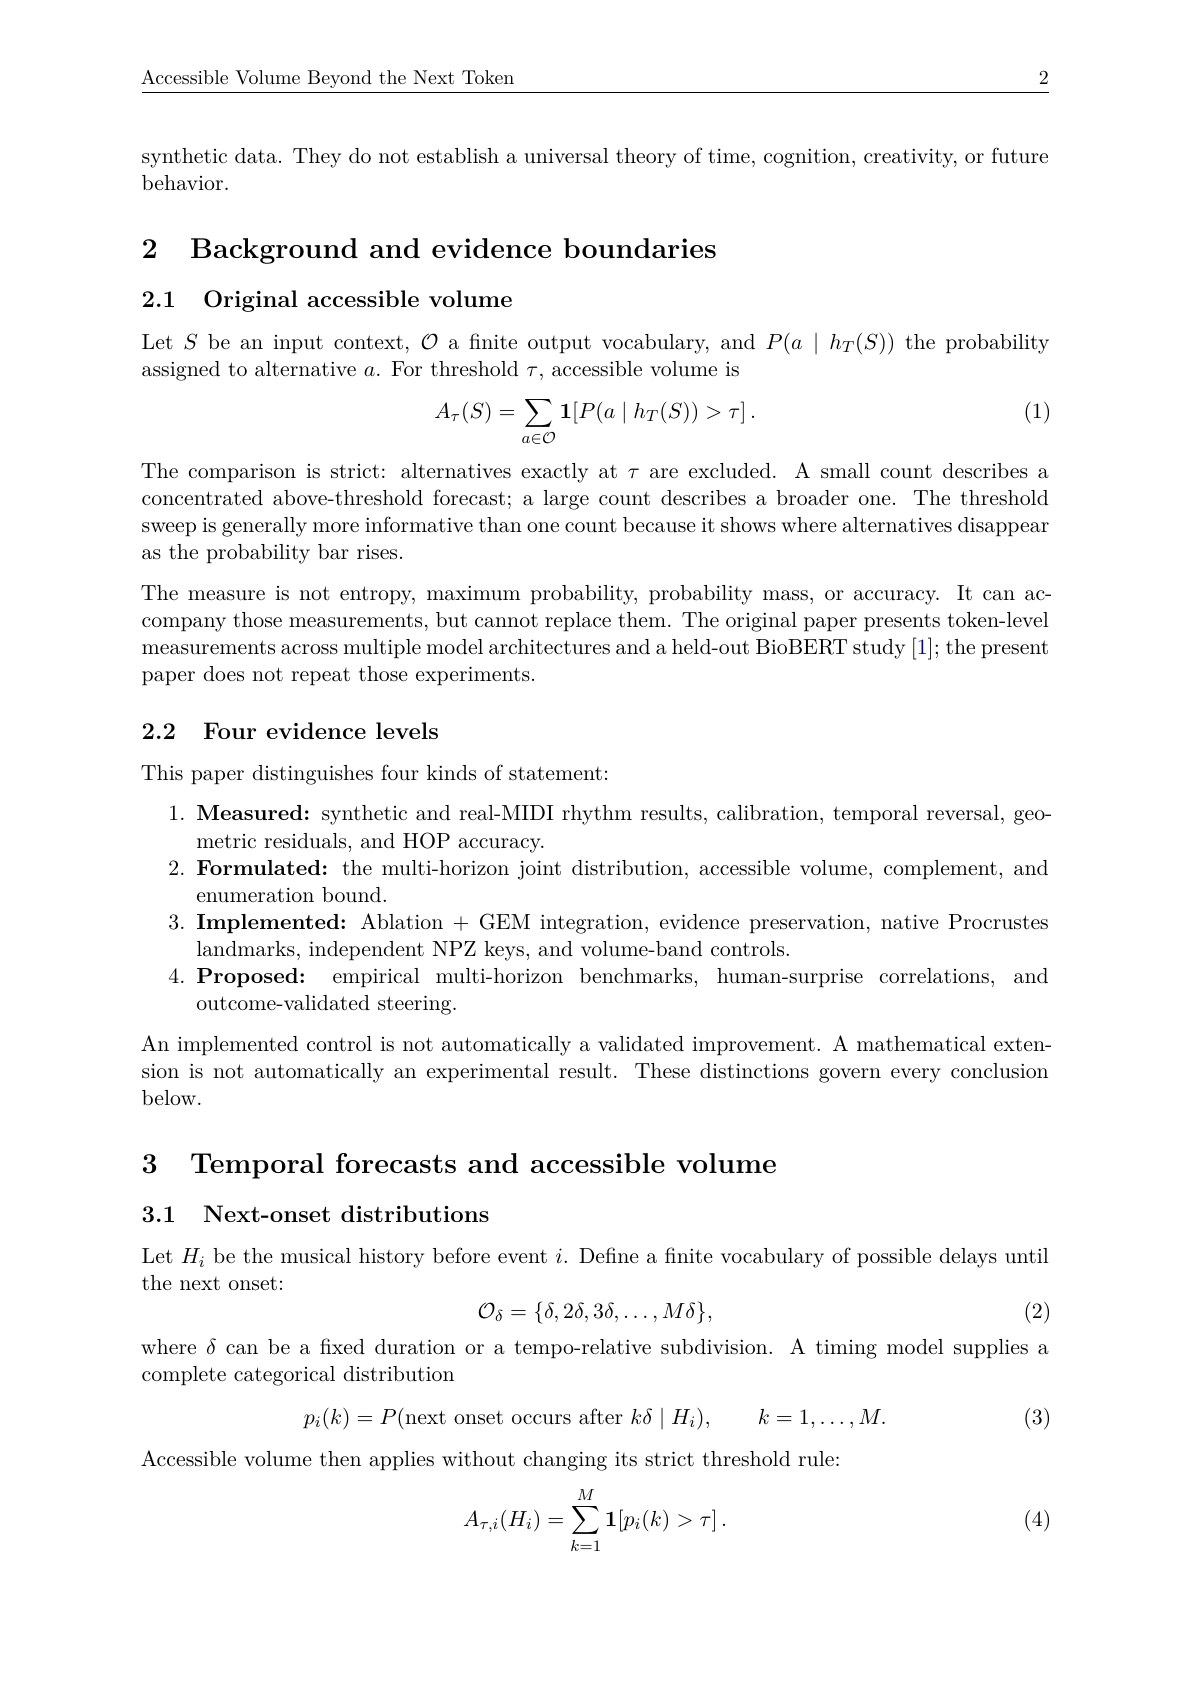 Accessible Volume Beyond the Next Token 2
synthetic data. They do not establish a universal theory of time, cognition, creativity, or future
behavior.
2 Background and evidence boundaries
2.1 Original accessible volume
Let S be an input context, 𝒪 a finite output vocabulary, and P(a | h_T(S)) the probability
assigned to alternative a. For threshold τ, accessible volume is
A_τ(S) = ∑_{a∈𝒪} 𝟏[P(a | h_T(S)) > τ] . (1)
The comparison is strict: alternatives exactly at τ are excluded. A small count describes a
concentrated above-threshold forecast; a large count describes a broader one. The threshold
sweep is generally more informative than one count because it shows where alternatives disappear
as the probability bar rises.
The measure is not entropy, maximum probability, probability mass, or accuracy. It can ac-
company those measurements, but cannot replace them. The original paper presents token-level
measurements across multiple model architectures and a held-out BioBERT study [1]; the present
paper does not repeat those experiments.
2.2 Four evidence levels
This paper distinguishes four kinds of statement:
1. Measured: synthetic and real-MIDI rhythm results, calibration, temporal reversal, geo-
metric residuals, and HOP accuracy.
2. Formulated: the multi-horizon joint distribution, accessible volume, complement, and
enumeration bound.
3. Implemented: Ablation + GEM integration, evidence preservation, native Procrustes
landmarks, independent NPZ keys, and volume-band controls.
4. Proposed: empirical multi-horizon benchmarks, human-surprise correlations, and
outcome-validated steering.
An implemented control is not automatically a validated improvement. A mathematical exten-
sion is not automatically an experimental result. These distinctions govern every conclusion
below.
3 Temporal forecasts and accessible volume
3.1 Next-onset distributions
Let H_i be the musical history before event i. Define a finite vocabulary of possible delays until
the next onset:
𝒪_δ = {δ, 2δ, 3δ, . . . , Mδ}, (2)
where δ can be a fixed duration or a tempo-relative subdivision. A timing model supplies a
complete categorical distribution
p_i(k) = P(next onset occurs after kδ | H_i), k = 1, . . . , M. (3)
Accessible volume then applies without changing its strict threshold rule:
A_{τ,i}(H_i) = ∑_{k=1}^{M} 𝟏[p_i(k) > τ] . (4)